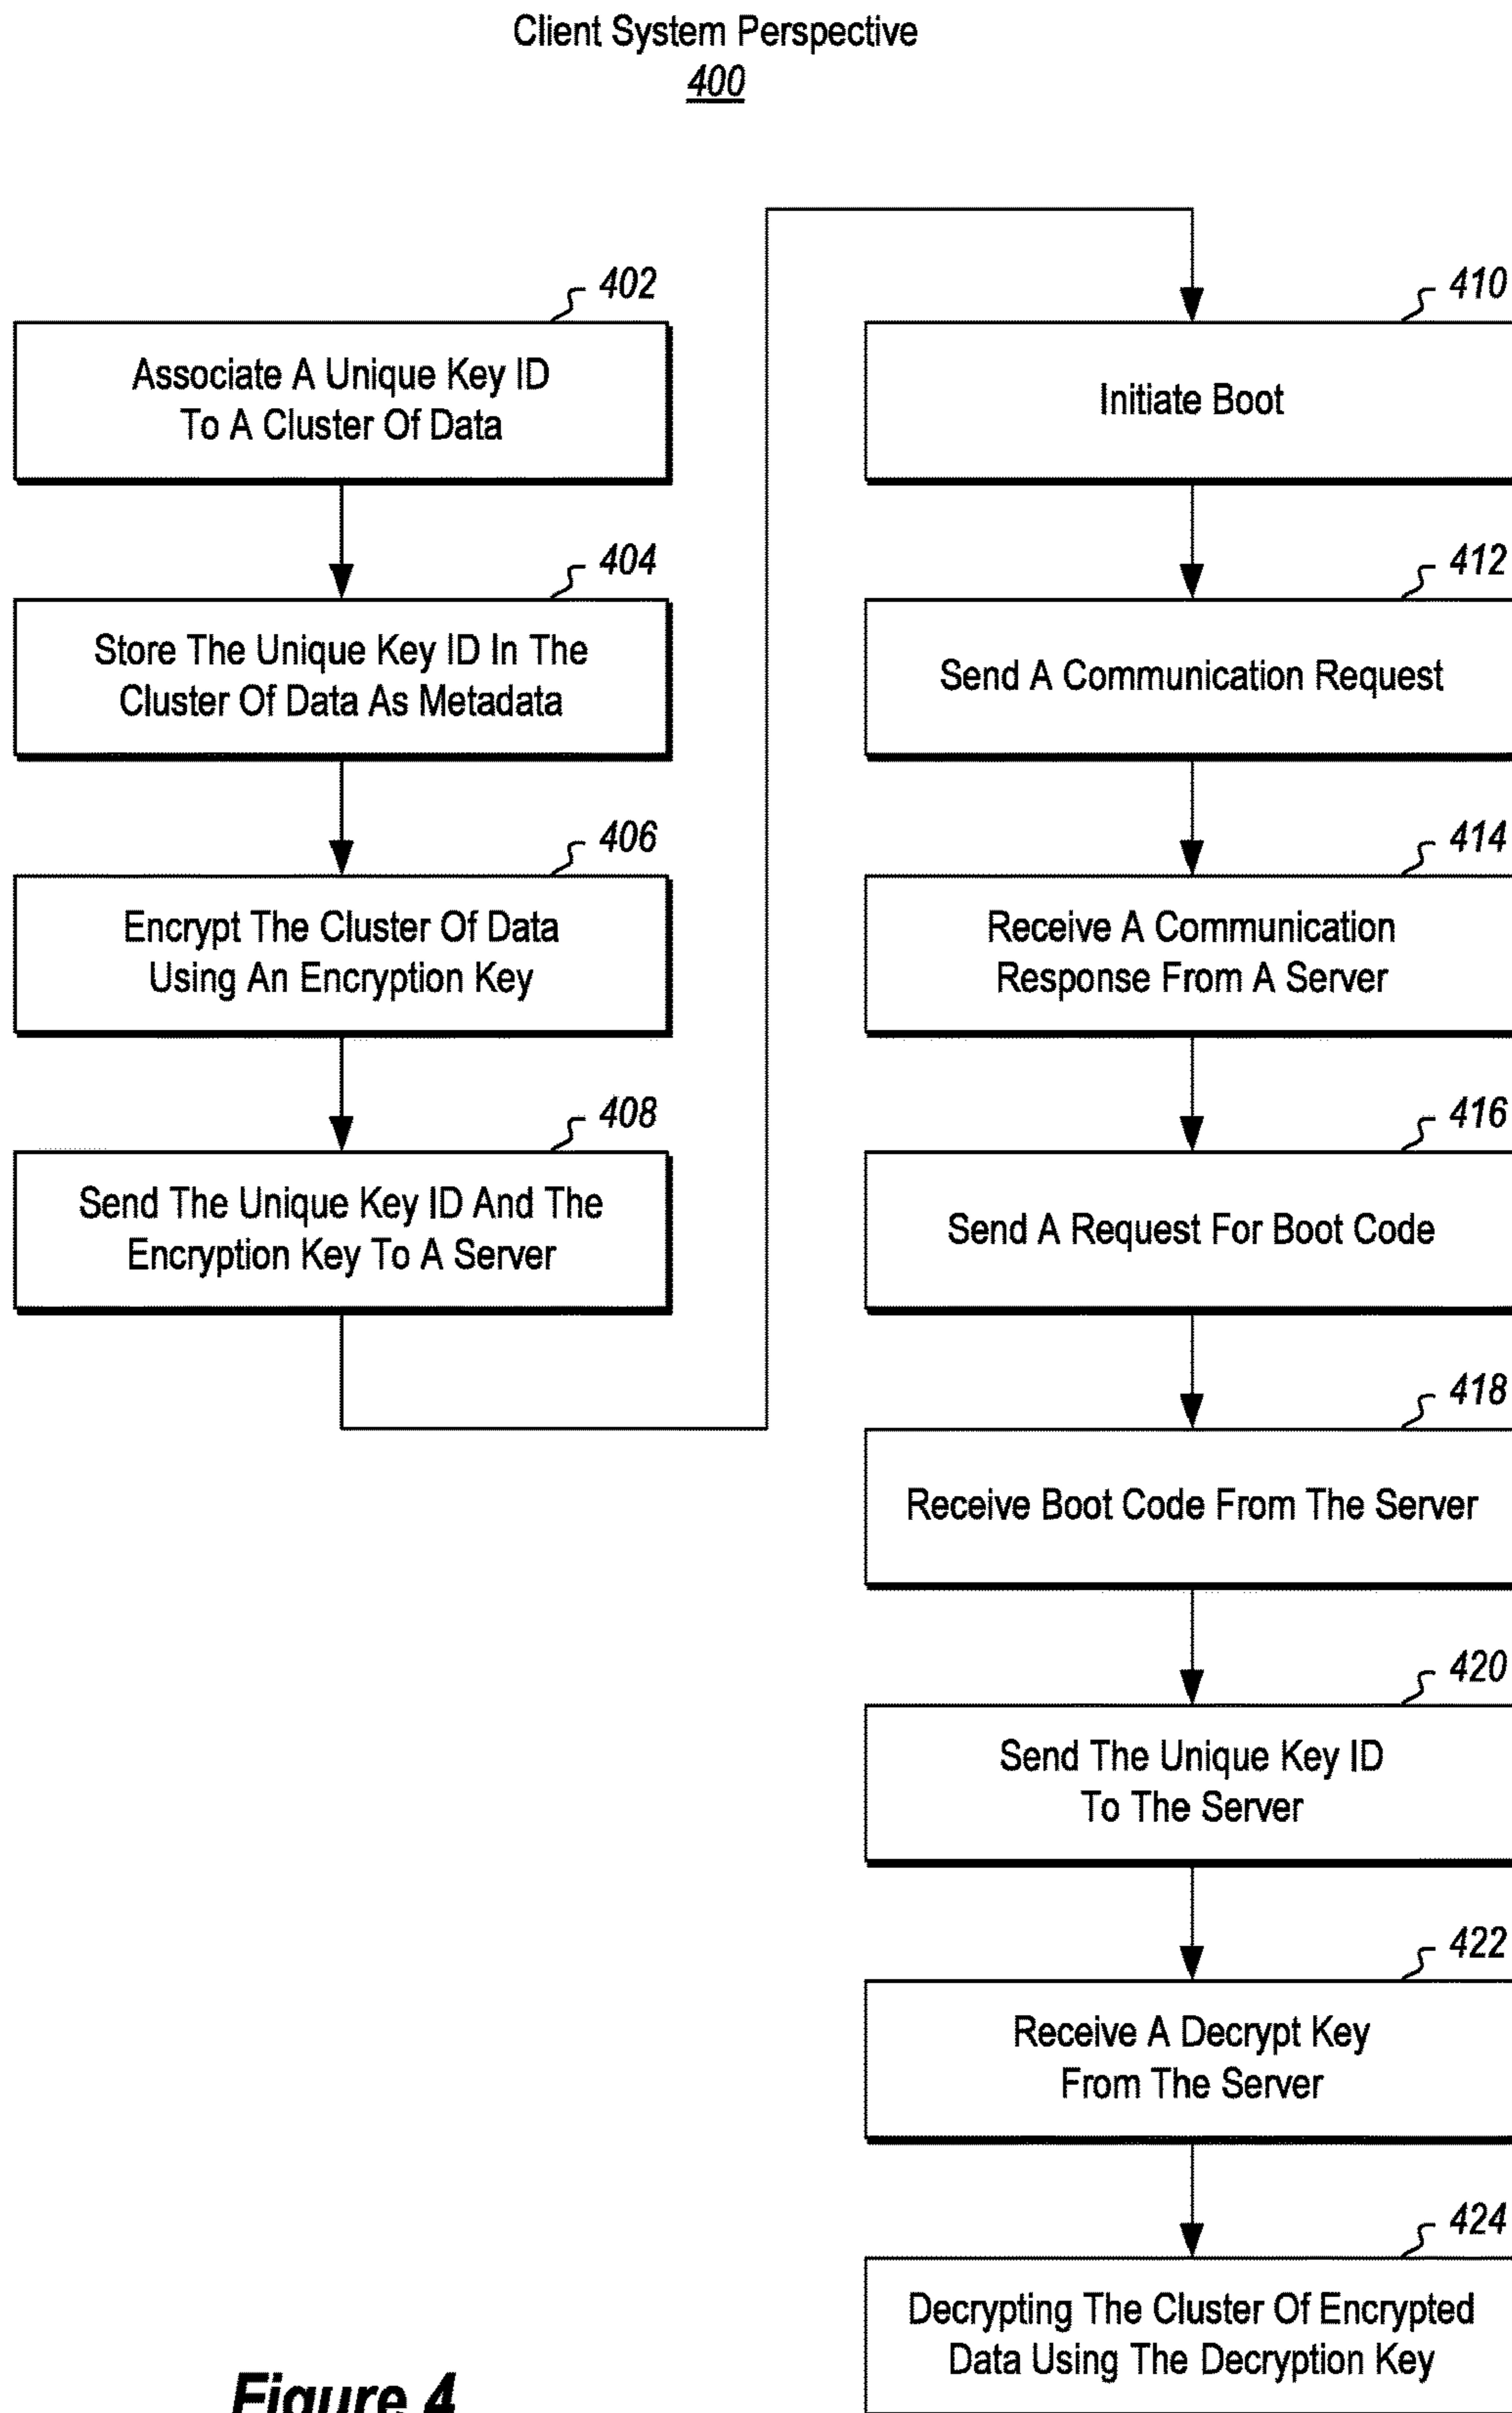 Client System Perspective
400
402
Associate A Unique Key ID
To A Cluster Of Data
404
Store The Unique Key ID In The
Cluster Of Data As Metadata
406
Encrypt The Cluster Of Data
Using An Encryption Key
408
Send The Unique Key ID And The
Encryption Key To A Server
410
Initiate Boot
412
Send A Communication Request
414
Receive A Communication
Response From A Server
416
Send A Request For Boot Code
418
Receive Boot Code From The Server
420
Send The Unique Key ID
To The Server
422
Receive A Decrypt Key
From The Server
424
Decrypting The Cluster Of Encrypted
Data Using The Decryption Key
Figure 4